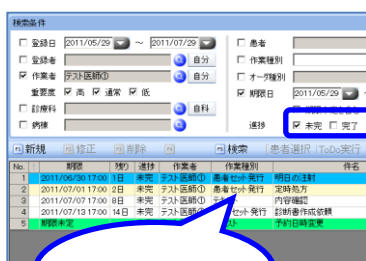 検索条件
登録日 2011/05/29 ～ 2011/07/29 患者
登録者 自分 作業種別
作業者 テスト医師① 自分 オーダ種別
重要度 高 通常 低 期限日 2011/05/29 ～
診療科 自科
病棟 進捗 未完 完了
新規 修正 削除 検索 患者選択 ToDo実行
No. 期限 残り 進捗 作業者 作業種別 件名
1 2011/06/30 17:00 1日 未完 テスト医師① 患者セット発行 明日の注射
2 2011/07/01 17:00 2日 未完 テスト医師① 患者セット発行 定時処方
3 2011/07/07 17:00 8日 未完 テスト医師① 内容確認
4 2011/07/13 17:00 14日 未完 テスト医師① セット発行 診断書作成依頼
5 期限未定 予約日時変更